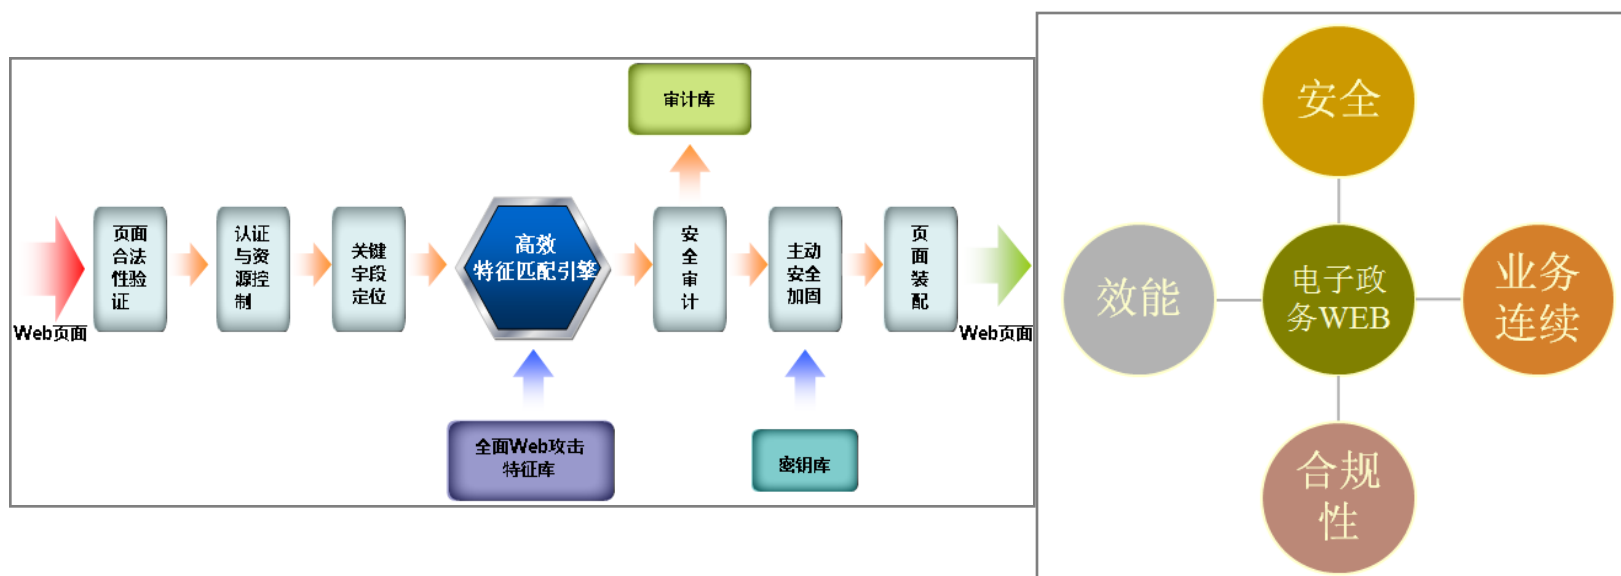 审计库
Web页面
页面
合法
性验
证
认证
与资
源控
制
关键
字段
定位
高效
特征匹配引擎
安
全
审
计
主动
安全
加固
页
面
装
配
Web页面
全面Web攻击
特征库
密钥库
安全
效能
电子政
务WEB
业务
连续
合规
性